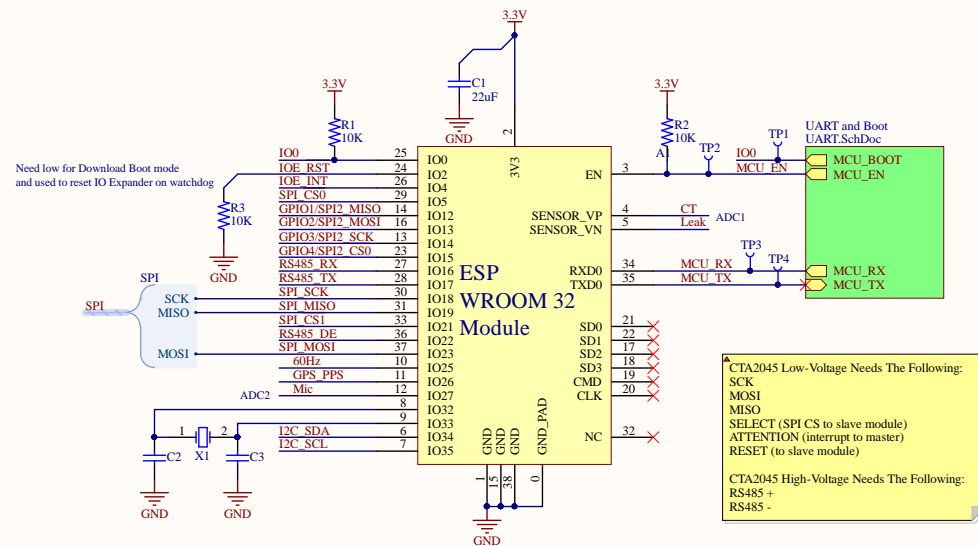 3.3V
C1
22uF
GND
3.3V
R1
10K
3.3V
R2
10K
A1
TP2
TP1
UART and Boot
UART.SchDoc
Need low for Download Boot mode
and used to reset IO Expander on watchdog
R3
10K
GND
IO0 25 IO0
IOE_RST 24 IO2
IOE_INT 26 IO4
SPI_CS0 29 IO5
GPIO1/SPI2_MISO 14 IO12
GPIO2/SPI2_MOSI 16 IO13
GPIO3/SPI2_SCK 13 IO14
GPIO4/SPI2_CS0 23 IO15
RS485_RX 27 IO16
RS485_TX 28 IO17
SPI_SCK 30 IO18
SPI_MISO 31 IO19
SPI_CS1 33 IO21
RS485_DE 36 IO22
SPI_MOSI 37 IO23
60Hz 10 IO25
GPS_PPS 11 IO26
ADC2 Mic 12 IO27
8 IO32
9 IO33
I2C_SDA 6 IO34
I2C_SCL 7 IO35
SPI
SPI
SCK
MISO
MOSI
1 2
C2 X1 C3
GND GND
2
3V3
ESP
WROOM 32
Module
EN 3 MCU_EN
SENSOR_VP 4 CT
SENSOR_VN 5 Leak
ADC1
RXD0 34 MCU_RX
TXD0 35 MCU_TX
TP3
TP4
SD0 21
SD1 22
SD2 17
SD3 18
CMD 19
CLK 20
NC 32
GND GND GND GND_PAD
1 15 38 0
GND
IO0 MCU_BOOT
MCU_EN
MCU_RX
MCU_TX
CTA2045 Low-Voltage Needs The Following:
SCK
MOSI
MISO
SELECT (SPI CS to slave module)
ATTENTION (interrupt to master)
RESET (to slave module)
CTA2045 High-Voltage Needs The Following:
RS485 +
RS485 -